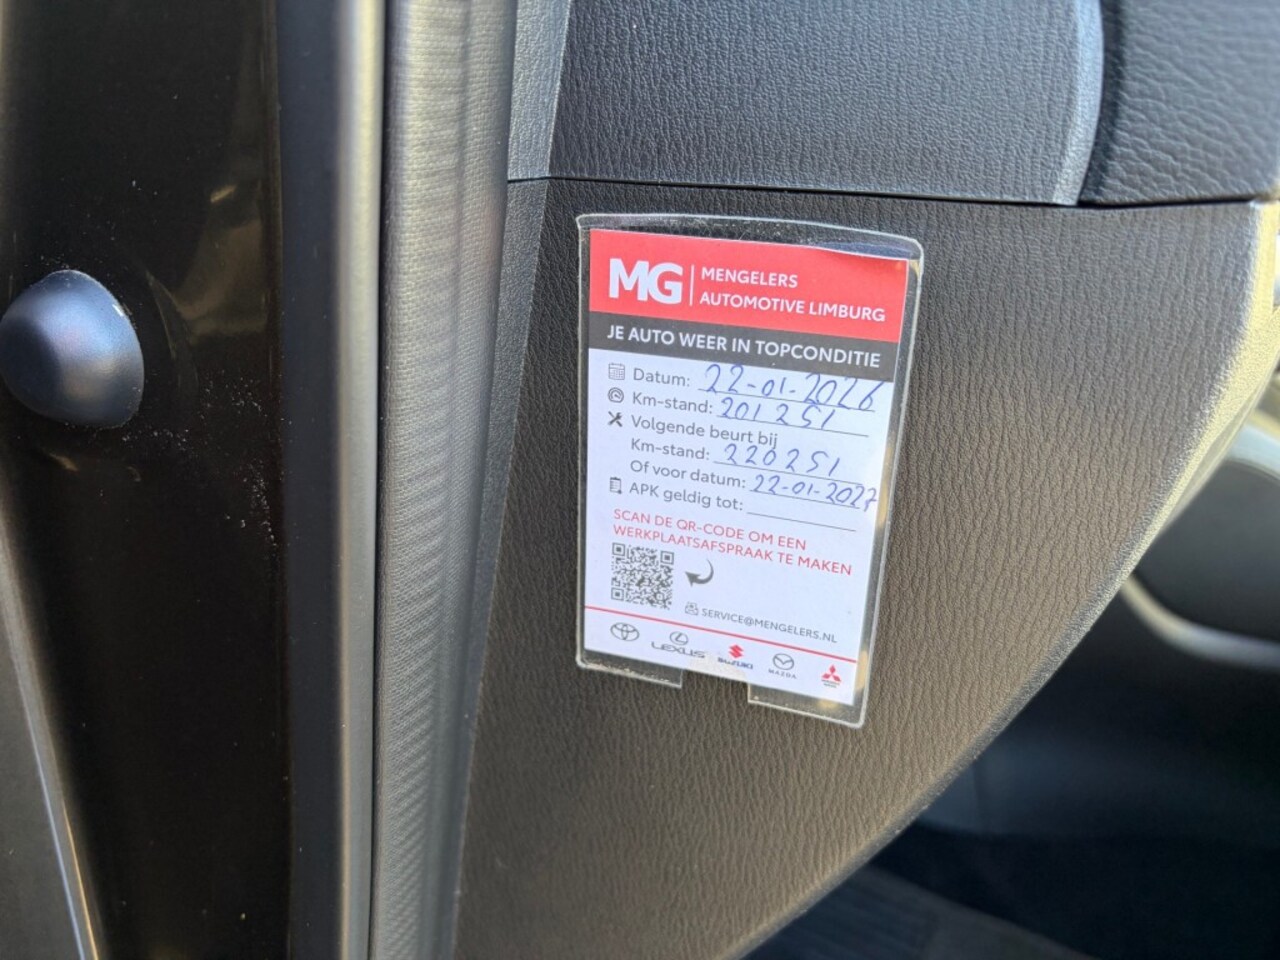 MG MENGELERS
AUTOMOTIVE LIMBURG
JE AUTO WEER IN TOPCONDITIE
Datum: 22-01-2026
Km-stand: 201251
Volgende beurt bij
Km-stand: 220251
Of voor datum: 22-01-2027
APK geldig tot:
SCAN DE QR-CODE OM EEN
WERKPLAATSAFSPRAAK TE MAKEN
SERVICE@MENGELERS.NL
LEXUS
SUZUKI
MAZDA